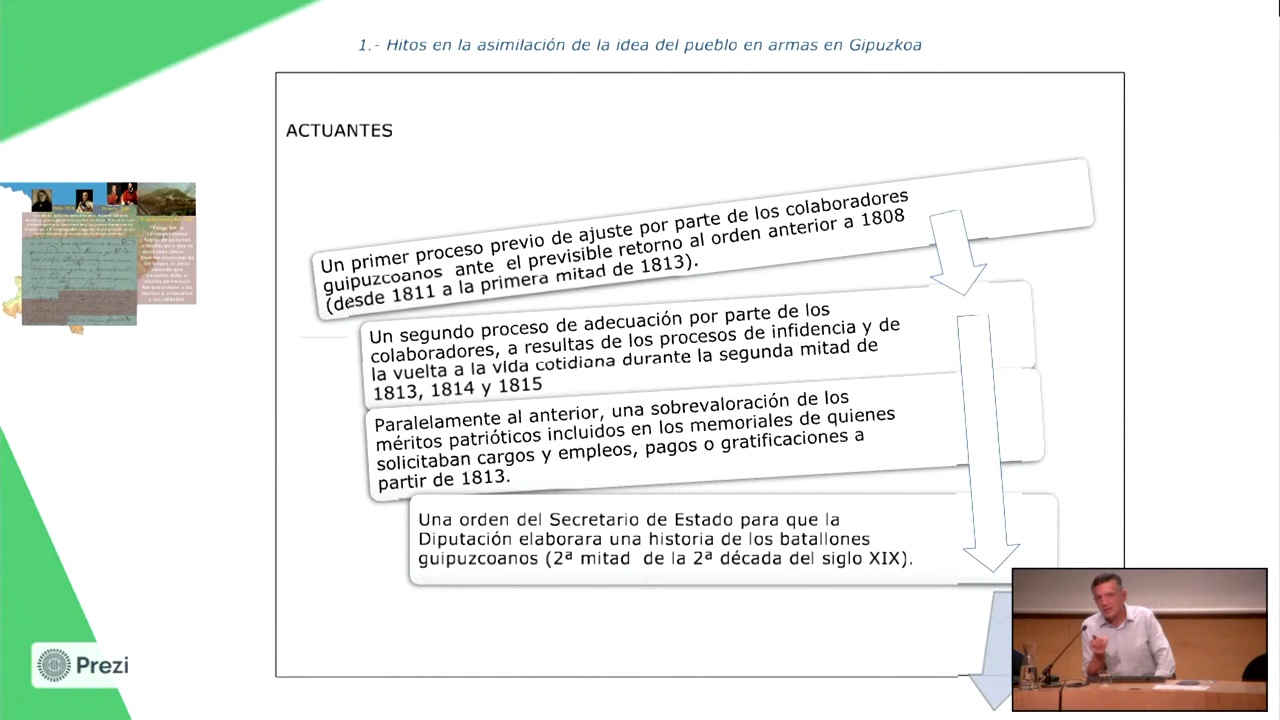 1.- Hitos en la asimilación de la idea del pueblo en armas en Gipuzkoa
ACTUANTES
Un primer proceso previo de ajuste por parte de los colaboradores
guipuzcoanos ante el previsible retorno al orden anterior a 1808
(desde 1811 a la primera mitad de 1813).
Un segundo proceso de adecuación por parte de los
colaboradores, a resultas de los procesos de infidencia y de
la vuelta a la vida cotidiana durante la segunda mitad de
1813, 1814 y 1815
Paralelamente al anterior, una sobrevaloración de los
méritos patrióticos incluidos en los memoriales de quienes
solicitaban cargos y empleos, pagos o gratificaciones a
partir de 1813.
Una orden del Secretario de Estado para que la
Diputación elaborara una historia de los batallones
guipuzcoanos (2ª mitad de la 2ª década del siglo XIX).
Prezi